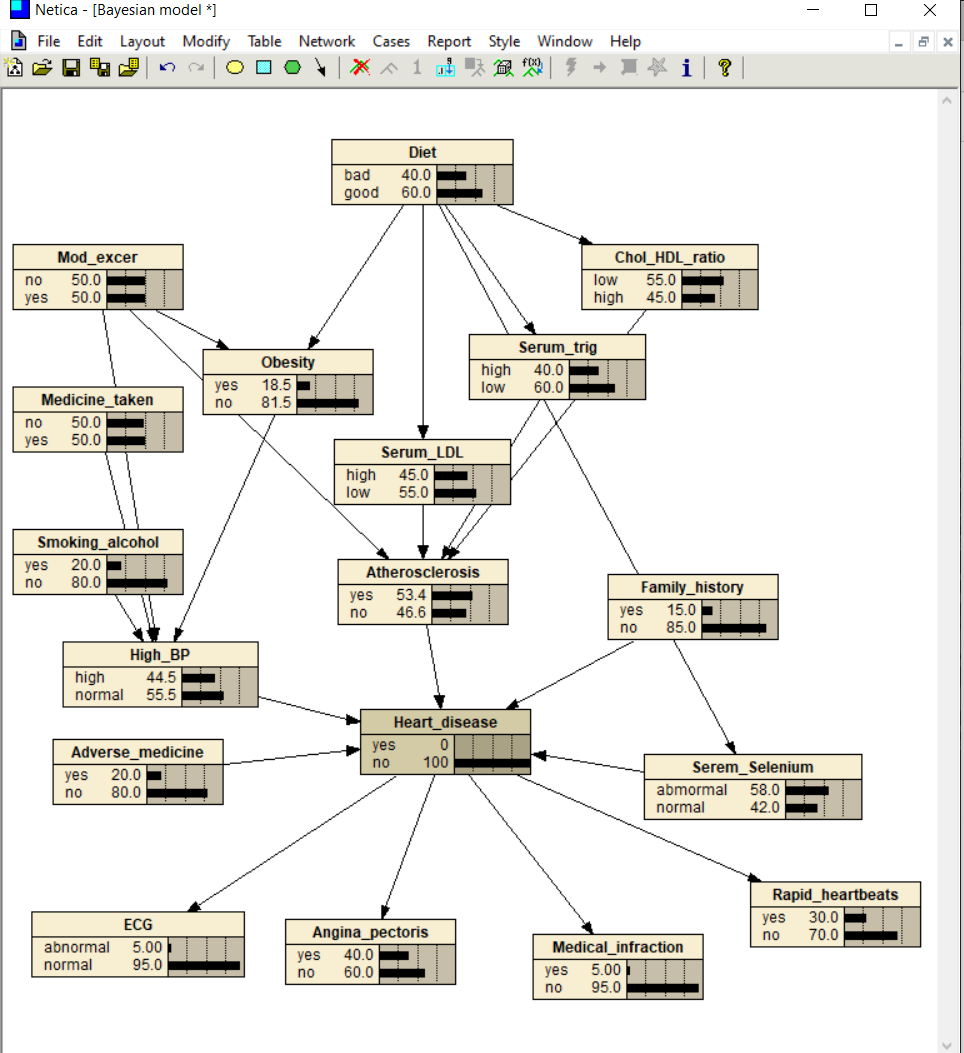 Netica - [Bayesian model *]
File Edit Layout Modify Table Network Cases Report Style Window Help
1 f(x) i ?
Diet
bad 40.0
good 60.0
Mod_excer
no 50.0
yes 50.0
Chol_HDL_ratio
low 55.0
high 45.0
Serum_trig
high 40.0
low 60.0
Obesity
yes 18.5
no 81.5
Medicine_taken
no 50.0
yes 50.0
Serum_LDL
high 45.0
low 55.0
Smoking_alcohol
yes 20.0
no 80.0
Atherosclerosis
yes 53.4
no 46.6
Family_history
yes 15.0
no 85.0
High_BP
high 44.5
normal 55.5
Heart_disease
yes 0
no 100
Adverse_medicine
yes 20.0
no 80.0
Serem_Selenium
abmormal 58.0
normal 42.0
Rapid_heartbeats
yes 30.0
no 70.0
ECG
abnormal 5.00
normal 95.0
Angina_pectoris
yes 40.0
no 60.0
Medical_infraction
yes 5.00
no 95.0